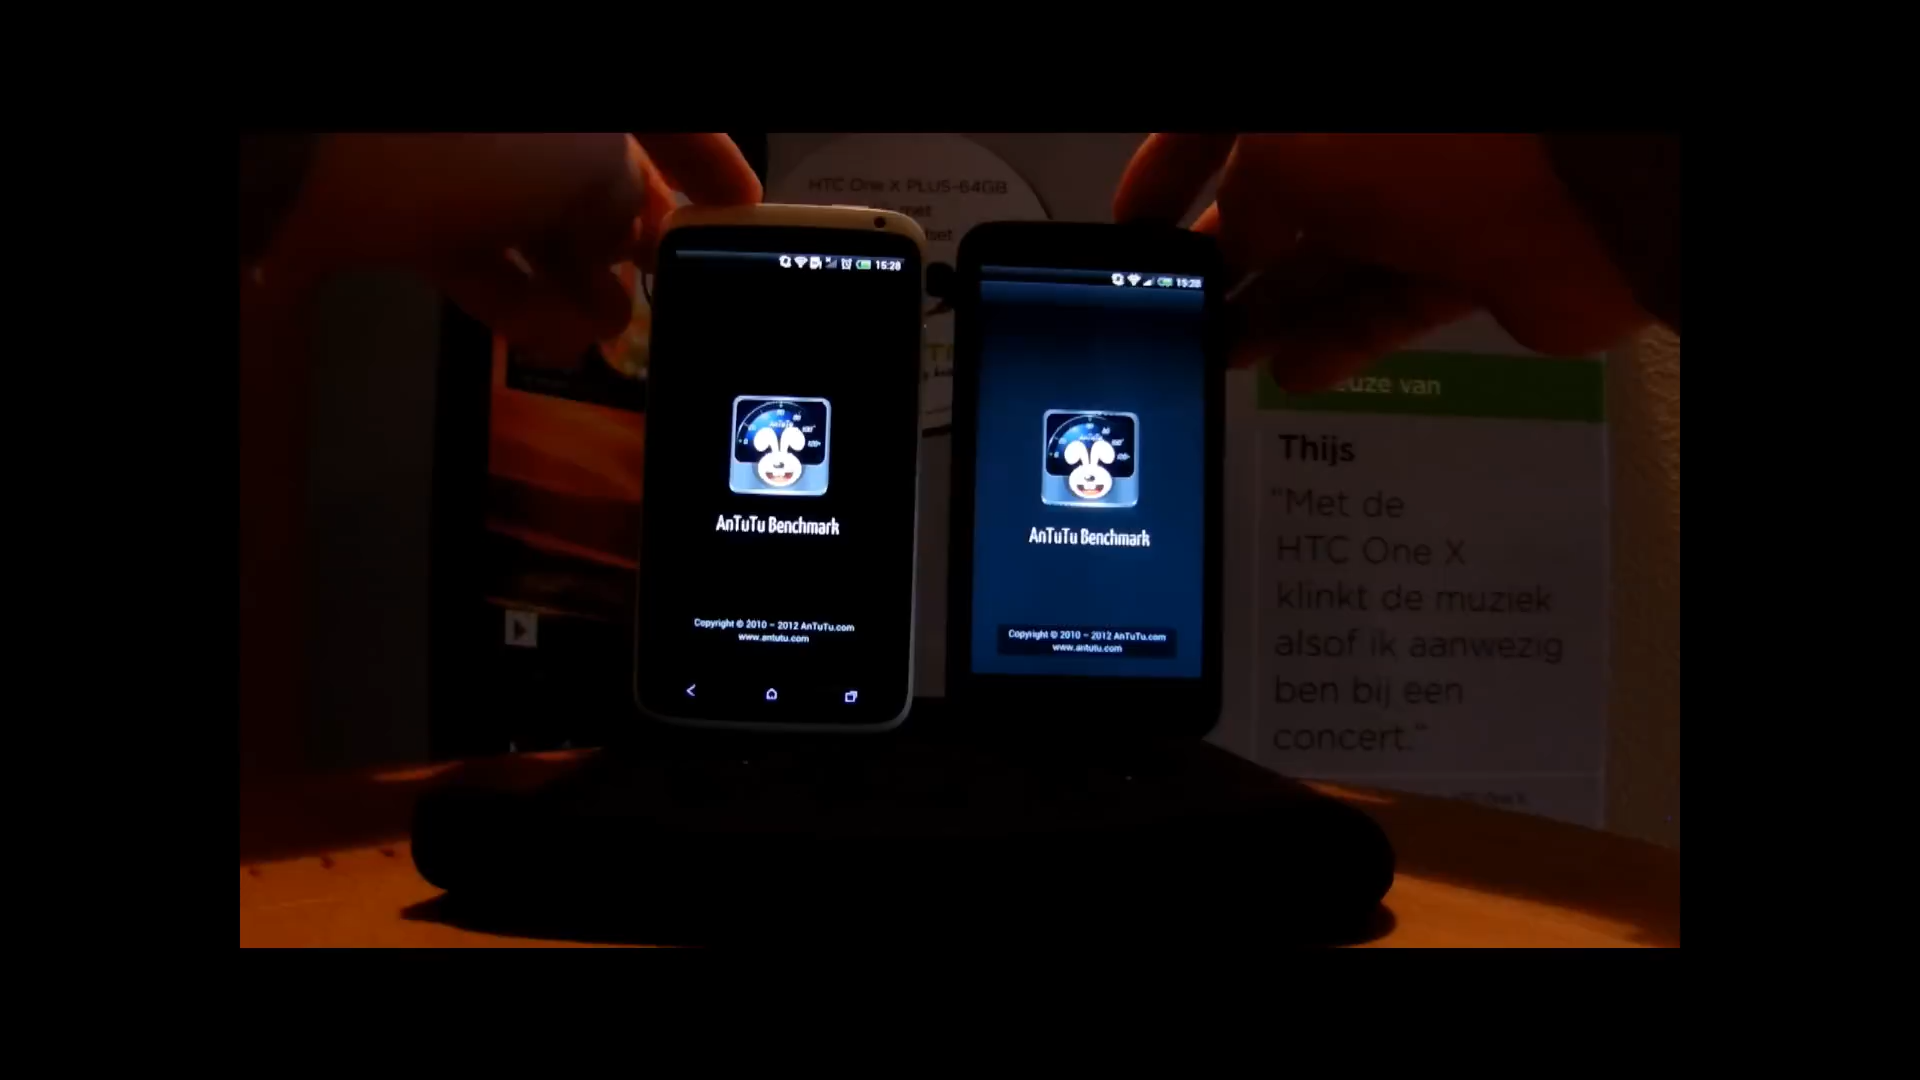 HTC One X PLUS-64GB
met
15:28
AnTuTu Benchmark
Copyright © 2010 - 2012 AnTuTu.com
www.antutu.com
15:28
AnTuTu Benchmark
Copyright © 2010 - 2012 AnTuTu.com
www.antutu.com
van
Thijs
"Met de
HTC One X
klinkt de muziek
alsof ik aanwezig
ben bij een
concert."